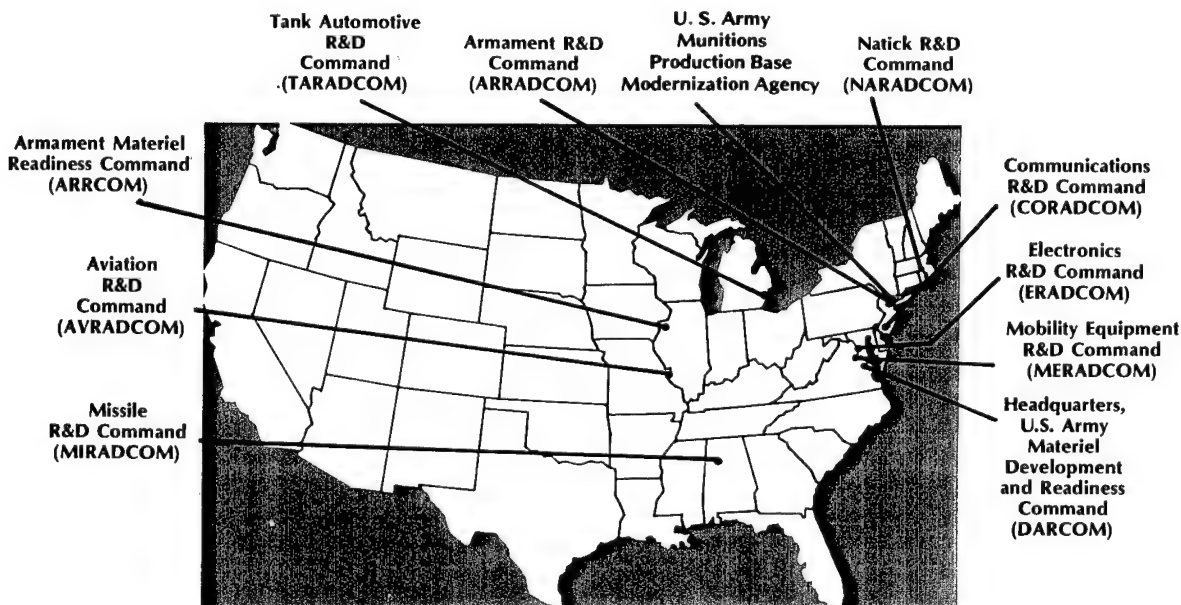 Tank Automotive
R&D
Command
(TARADCOM)
Armament R&D
Command
(ARRADCOM)
U. S. Army
Munitions
Production Base
Modernization Agency
Natick R&D
Command
(NARADCOM)
Armament Materiel
Readiness Command
(ARRCOM)
Aviation
R&D
Command
(AVRADCOM)
Missile
R&D Command
(MIRADCOM)
Communications
R&D Command
(CORADCOM)
Electronics
R&D Command
(ERADCOM)
Mobility Equipment
R&D Command
(MERADCOM)
Headquarters,
U.S. Army
Materiel
Development
and Readiness
Command
(DARCOM)